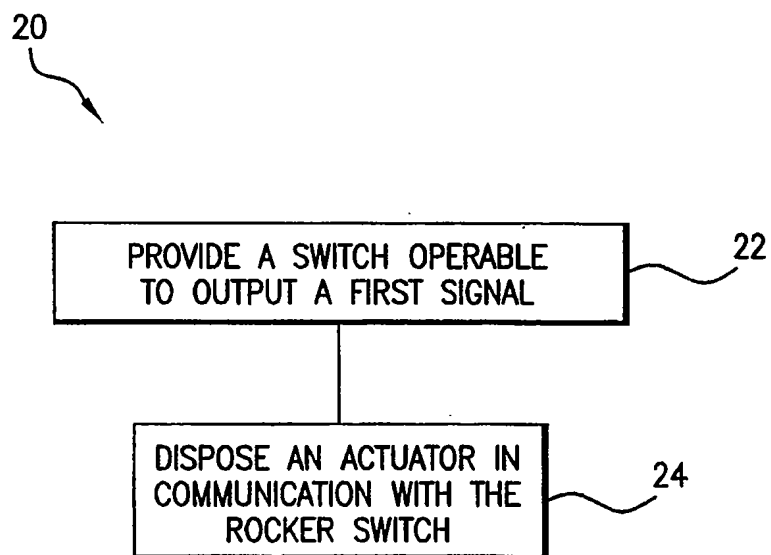 20
PROVIDE A SWITCH OPERABLE
TO OUTPUT A FIRST SIGNAL
22
DISPOSE AN ACTUATOR IN
COMMUNICATION WITH THE
ROCKER SWITCH
24